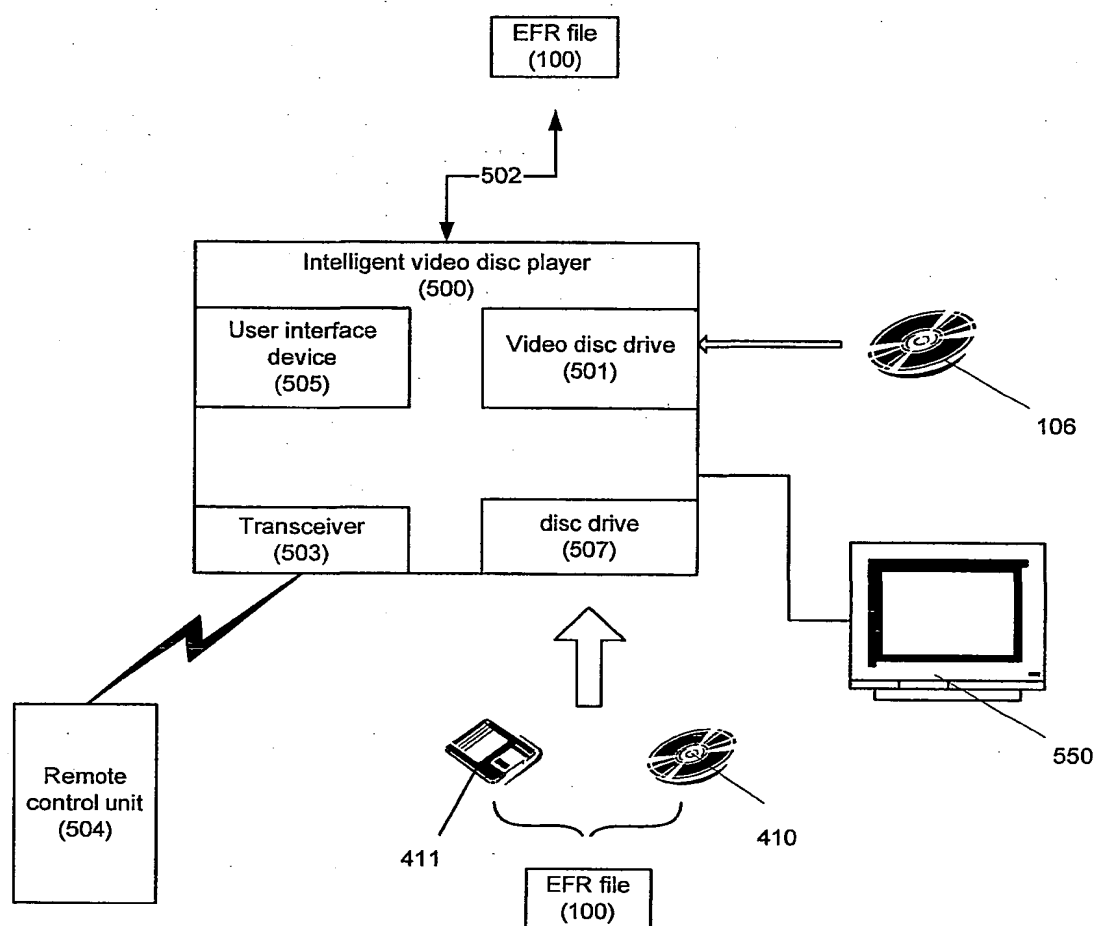 EFR file
(100)
502
Intelligent video disc player
(500)
User interface
device
(505)
Video disc drive
(501)
106
Transceiver
(503)
disc drive
(507)
550
Remote
control unit
(504)
411
410
EFR file
(100)